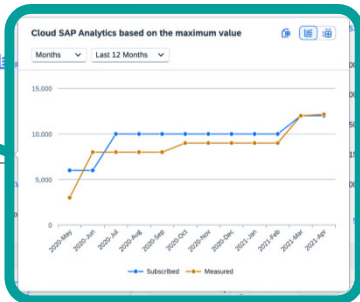 Cloud SAP Analytics based on the maximum value
Months Last 12 Months
15,000
10,000
5,000
0
2020-May 2020-Jun 2020-Jul 2020-Aug 2020-Sep 2020-Oct 2020-Nov 2020-Dec 2021-Jan 2021-Feb 2021-Mar 2021-Apr
Subscribed Measured